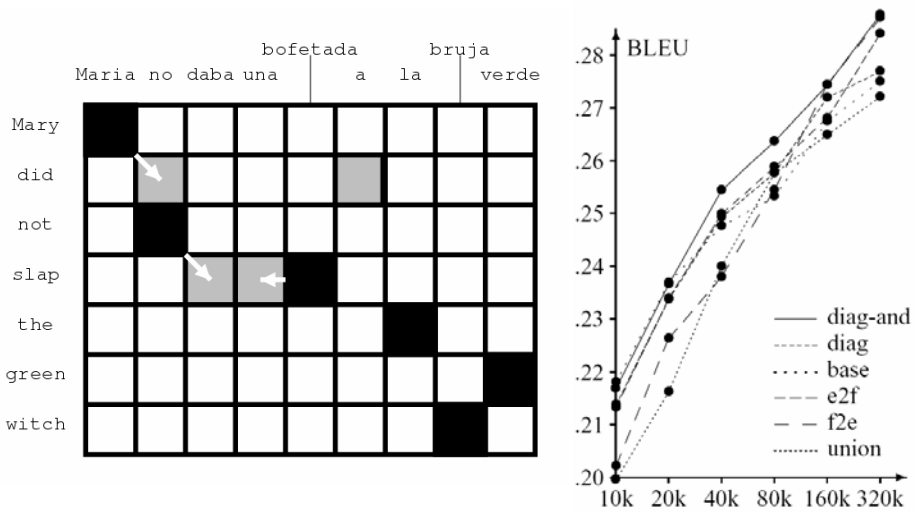 bofetada bruja
Maria no daba una a la verde
Mary
did
not
slap
the
green
witch
BLEU
.28
.27
.26
.25
.24
.23
.22
.21
.20
diag-and
diag
base
e2f
f2e
union
10k 20k 40k 80k 160k 320k